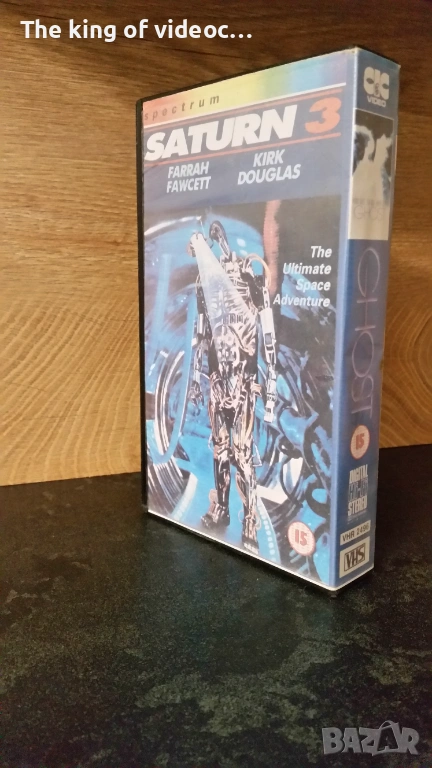 The king of videoc...
spectrum
SATURN 3
FARRAH
FAWCETT
KIRK
DOUGLAS
The
Ultimate
Space
Adventure
15
CIC
VIDEO
GHOST
15
DIGITAL
STEREO
VHS
BAZAR